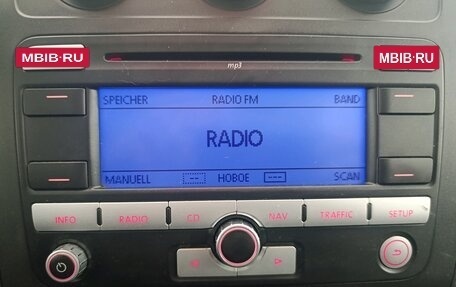 MBIB·RU
MBIB·RU
mp3
SPEICHER RADIO FM BAND
RADIO
MANUELL НОВОЕ SCAN
INFO RADIO CD NAV TRAFFIC SETUP